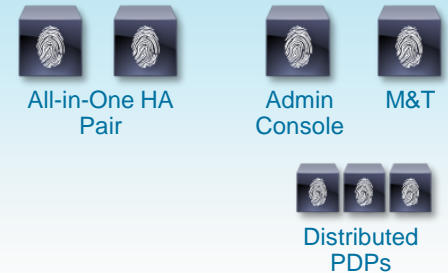 All-in-One HA
Pair
Admin
Console
M&T
Distributed
PDPs